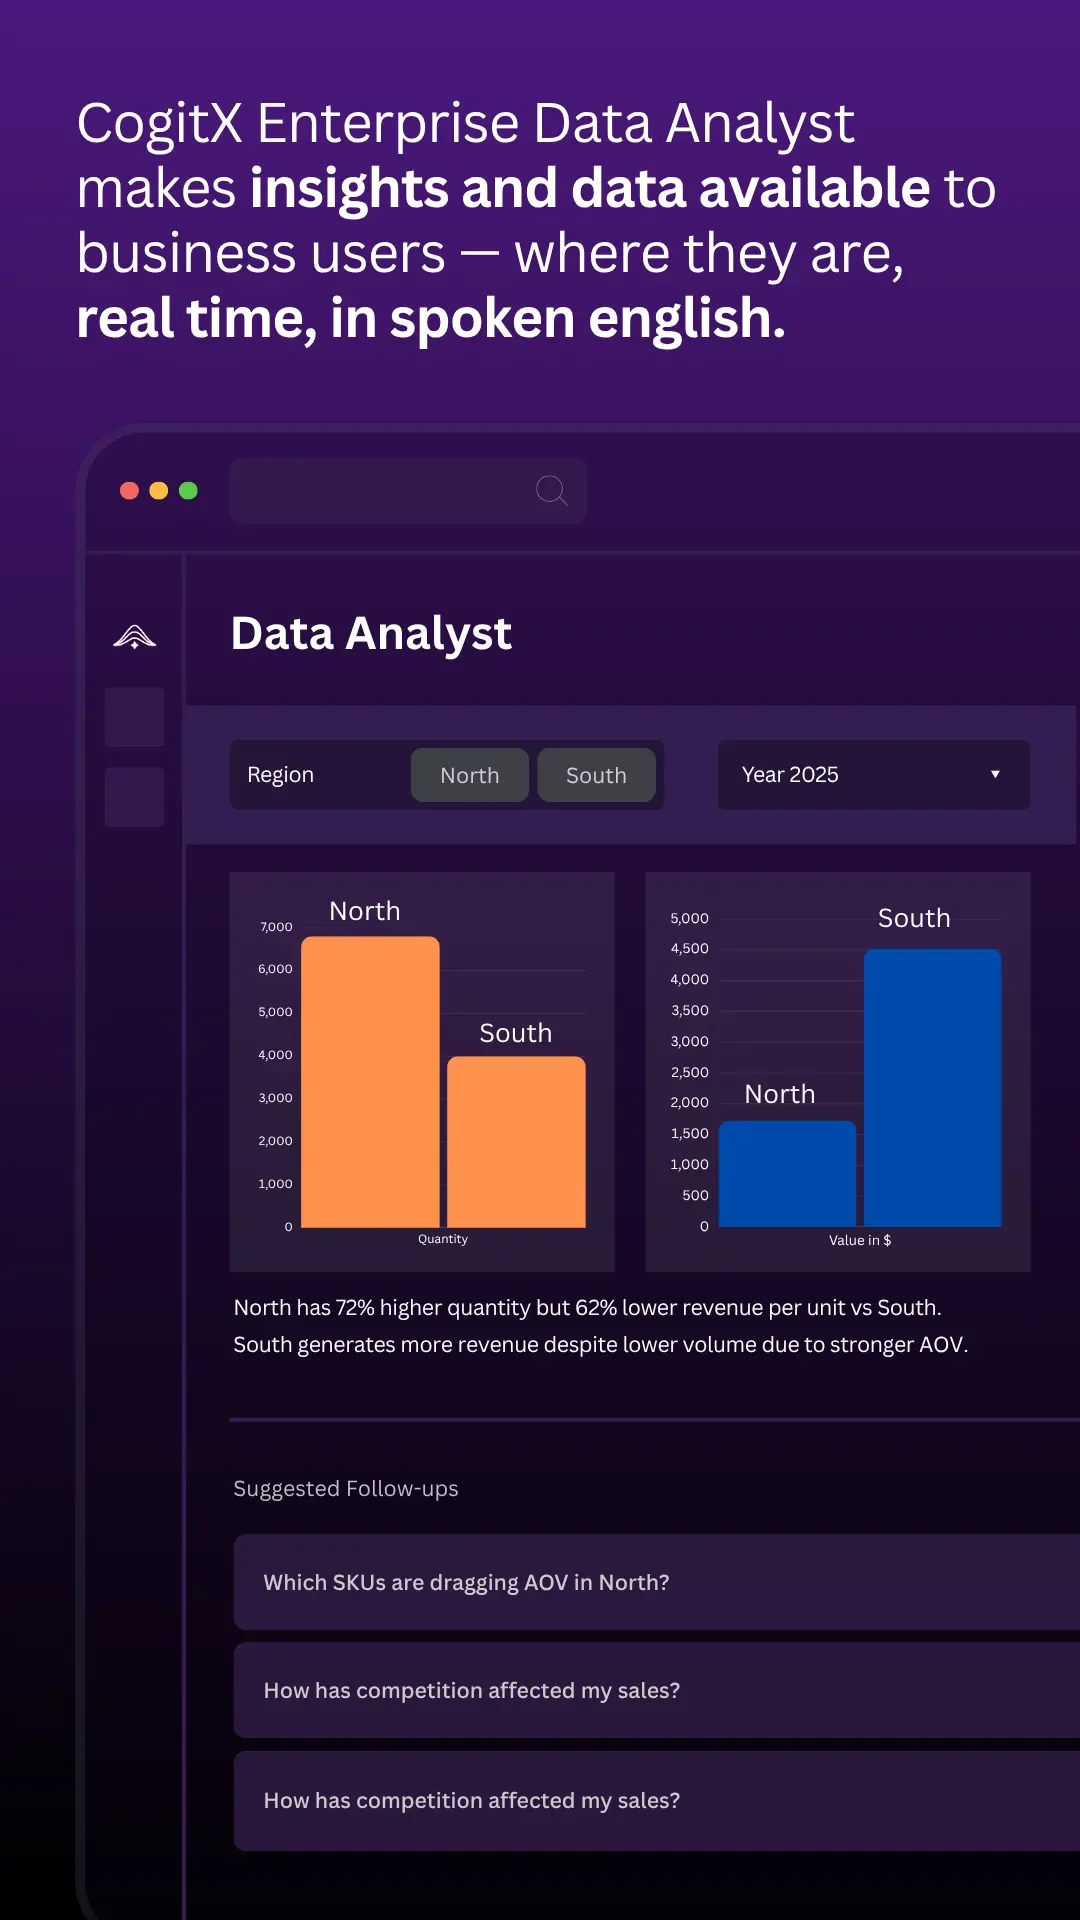 CogitX Enterprise Data Analyst
makes insights and data available to
business users — where they are,
real time, in spoken english.
Data Analyst
Region
North
South
Year 2025
North
South
7,000
6,000
5,000
4,000
3,000
2,000
1,000
0
Quantity
South
North
5,000
4,500
4,000
3,500
3,000
2,500
2,000
1,500
1,000
500
0
Value in $
North has 72% higher quantity but 62% lower revenue per unit vs South.
South generates more revenue despite lower volume due to stronger AOV.
Suggested Follow-ups
Which SKUs are dragging AOV in North?
How has competition affected my sales?
How has competition affected my sales?